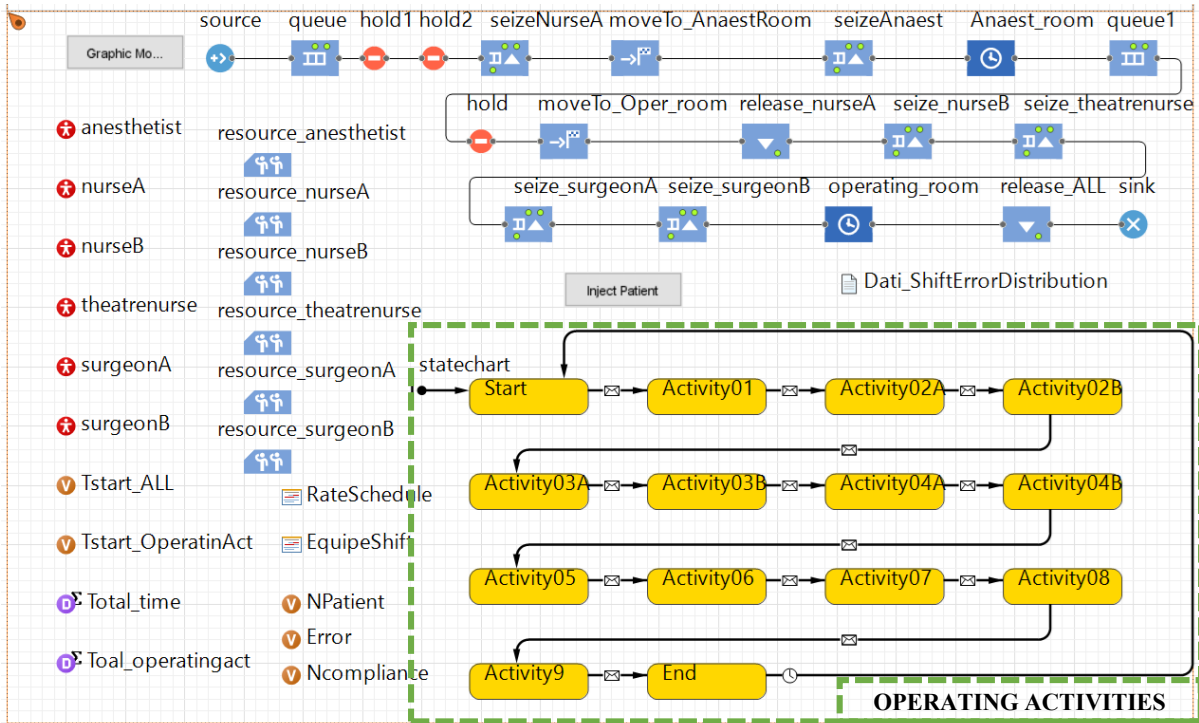 source queue hold1 hold2 seizeNurseA moveTo_AnaestRoom seizeAnaest Anaest_room queue1
Graphic Mo...
hold moveTo_Oper_room release_nurseA seize_nurseB seize_theatrenurse
anesthetist
resource_anesthetist
seize_surgeonA seize_surgeonB operating_room release_ALL sink
nurseA
resource_nurseA
nurseB
resource_nurseB
Inject Patient
Dati_ShiftErrorDistribution
theatrenurse
resource_theatrenurse
surgeonA
resource_surgeonA
surgeonB
resource_surgeonB
statechart
Start Activity01 Activity02A Activity02B
Activity03A Activity03B Activity04A Activity04B
Activity05 Activity06 Activity07 Activity08
Activity9 End
Tstart_ALL
RateSchedule
Tstart_OperatinAct
EquipeShift
Total_time
NPatient
Error
Toal_operatingact
Ncompliance
OPERATING ACTIVITIES